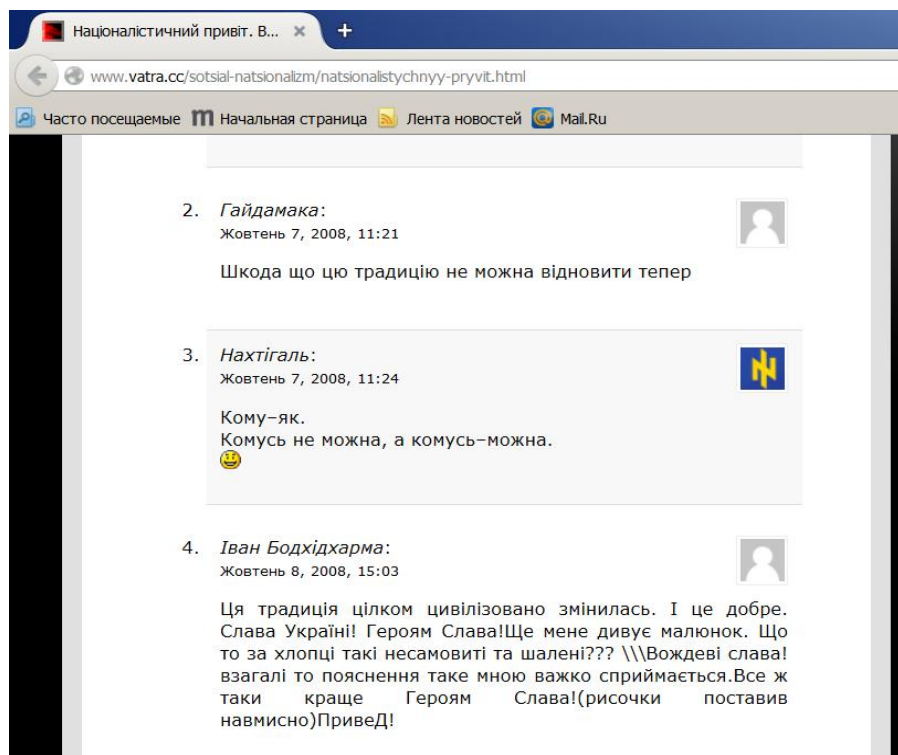 Націоналістичний привіт. В... × +
www.vatra.cc/sotsial-natsionalizm/natsionalistychnyy-pryvit.html
Часто посещаемые m Начальная страница Лента новостей Mail.Ru
2. Гайдамака:
Жовтень 7, 2008, 11:21
Шкода що цю традицію не можна відновити тепер
3. Нахтігаль:
Жовтень 7, 2008, 11:24
Кому–як.
Комусь не можна, а комусь–можна.
4. Іван Бодхідхарма:
Жовтень 8, 2008, 15:03
Ця традиція цілком цивілізовано змінилась. І це добре.
Слава Україні! Героям Слава!Ще мене дивує малюнок. Що
то за хлопці такі несамовиті та шалені??? \\\Вождеві слава!
взагалі то пояснення таке мною важко сприймається.Все ж
таки краще Героям Слава!(рисочки поставив
навмисно)ПривеД!